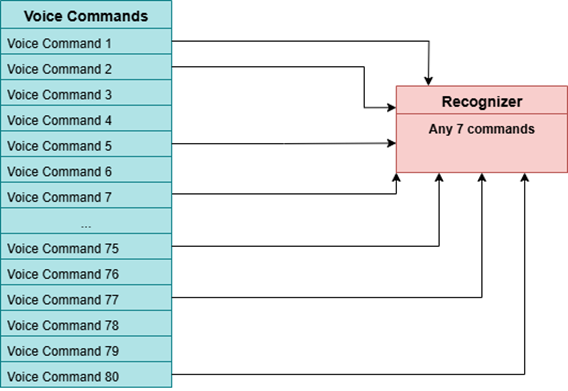 Voice Commands
Voice Command 1
Voice Command 2
Voice Command 3
Voice Command 4
Voice Command 5
Voice Command 6
Voice Command 7
...
Voice Command 75
Voice Command 76
Voice Command 77
Voice Command 78
Voice Command 79
Voice Command 80
Recognizer
Any 7 commands